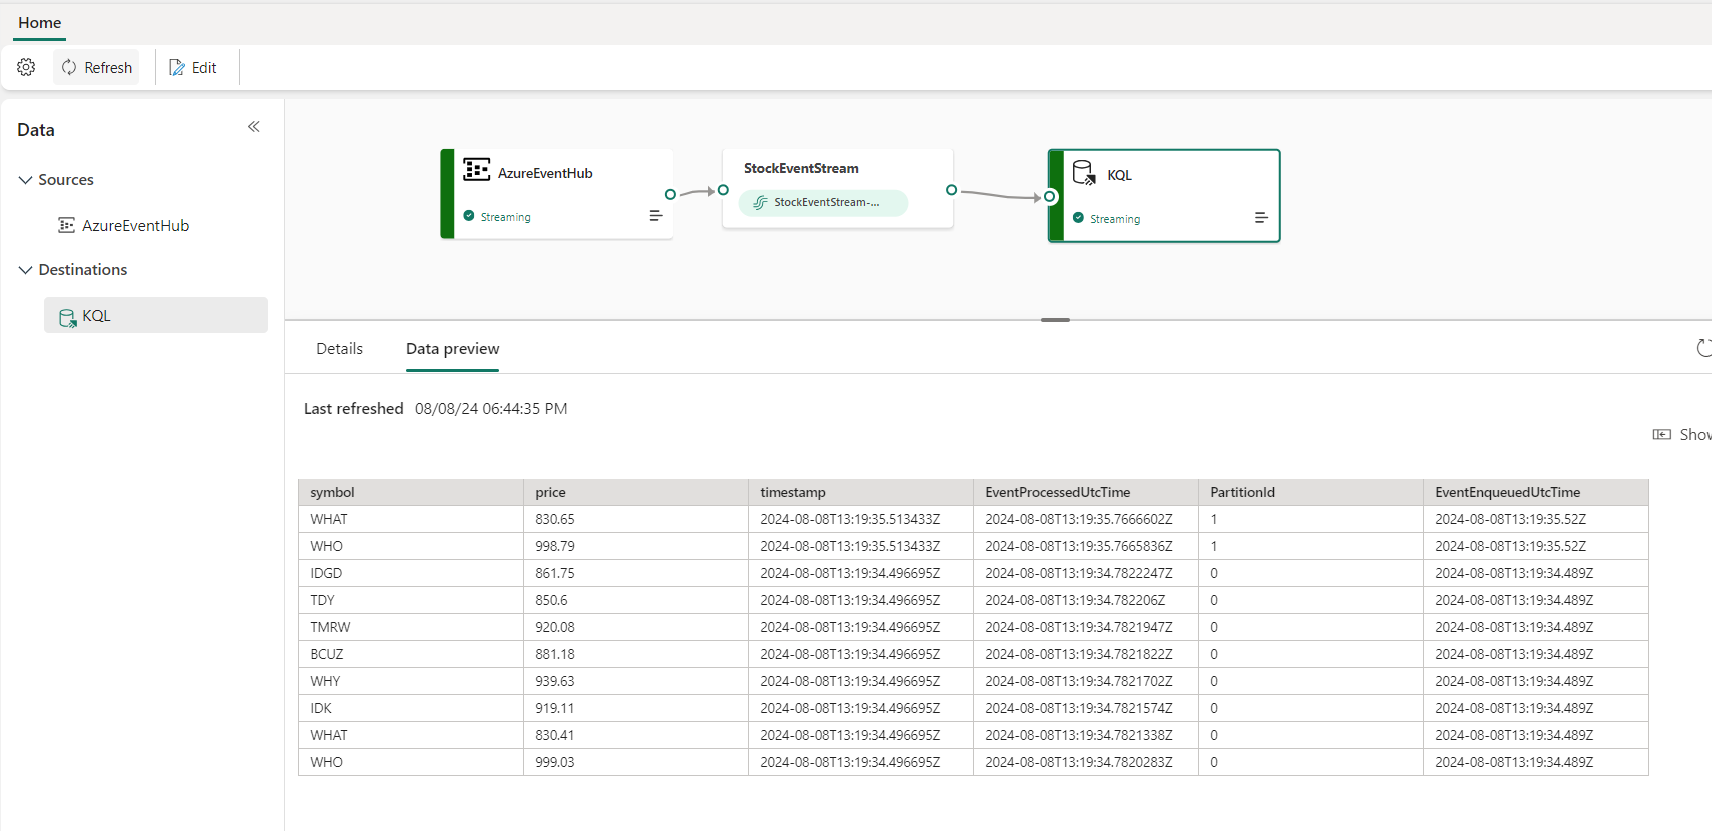 Home
Refresh Edit
Data
Sources
AzureEventHub
Destinations
KQL
AzureEventHub
Streaming
StockEventStream
StockEventStream-...
KQL
Streaming
Details Data preview
Last refreshed 08/08/24 06:44:35 PM
Show
symbol price timestamp EventProcessedUtcTime PartitionId EventEnqueuedUtcTime
WHAT 830.65 2024-08-08T13:19:35.513433Z 2024-08-08T13:19:35.7666602Z 1 2024-08-08T13:19:35.52Z
WHO 998.79 2024-08-08T13:19:35.513433Z 2024-08-08T13:19:35.7665836Z 1 2024-08-08T13:19:35.52Z
IDGD 861.75 2024-08-08T13:19:34.496695Z 2024-08-08T13:19:34.7822247Z 0 2024-08-08T13:19:34.489Z
TDY 850.6 2024-08-08T13:19:34.496695Z 2024-08-08T13:19:34.782206Z 0 2024-08-08T13:19:34.489Z
TMRW 920.08 2024-08-08T13:19:34.496695Z 2024-08-08T13:19:34.7821947Z 0 2024-08-08T13:19:34.489Z
BCUZ 881.18 2024-08-08T13:19:34.496695Z 2024-08-08T13:19:34.7821822Z 0 2024-08-08T13:19:34.489Z
WHY 939.63 2024-08-08T13:19:34.496695Z 2024-08-08T13:19:34.7821702Z 0 2024-08-08T13:19:34.489Z
IDK 919.11 2024-08-08T13:19:34.496695Z 2024-08-08T13:19:34.7821574Z 0 2024-08-08T13:19:34.489Z
WHAT 830.41 2024-08-08T13:19:34.496695Z 2024-08-08T13:19:34.7821338Z 0 2024-08-08T13:19:34.489Z
WHO 999.03 2024-08-08T13:19:34.496695Z 2024-08-08T13:19:34.7820283Z 0 2024-08-08T13:19:34.489Z